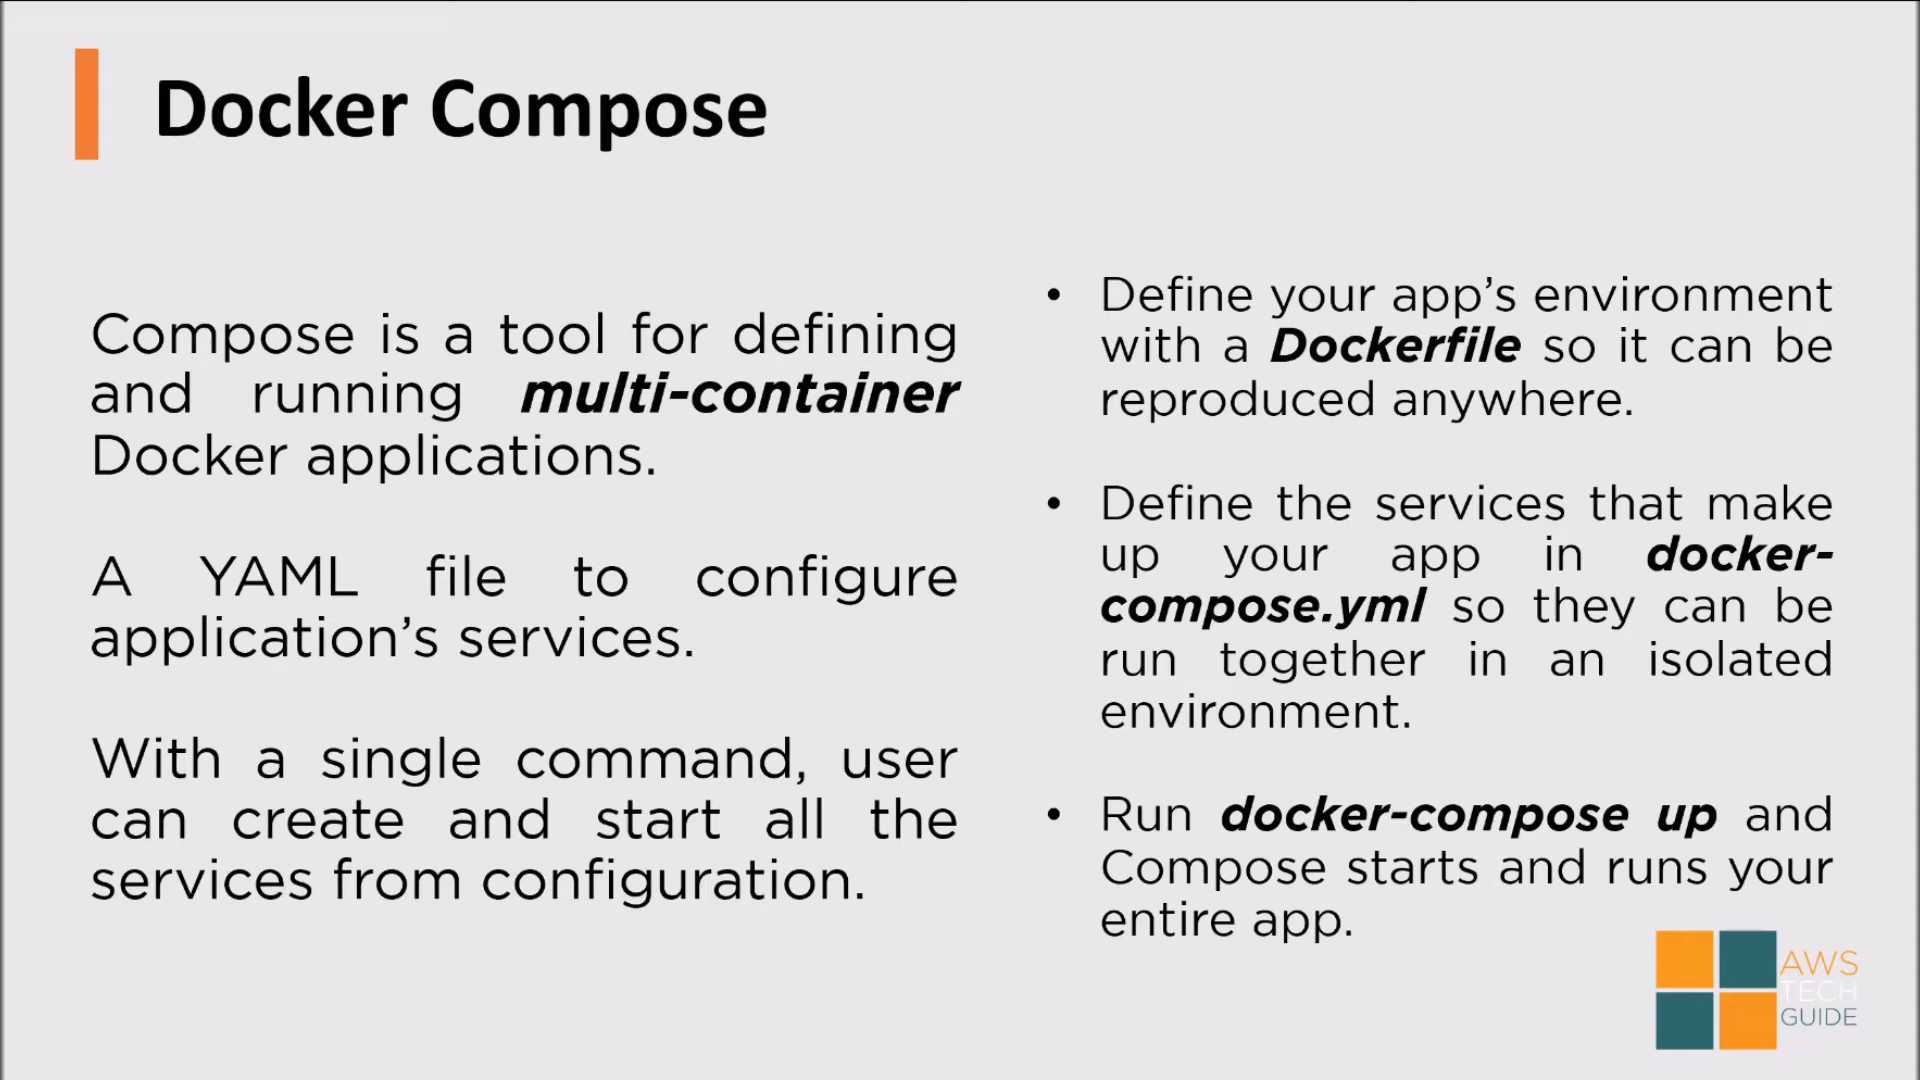 Docker Compose
Compose is a tool for defining
and running multi-container
Docker applications.
A YAML file to configure
application’s services.
With a single command, user
can create and start all the
services from configuration.
• Define your app’s environment
with a Dockerfile so it can be
reproduced anywhere.
• Define the services that make
up your app in docker-
compose.yml so they can be
run together in an isolated
environment.
• Run docker-compose up and
Compose starts and runs your
entire app.
AWS
TECH
GUIDE